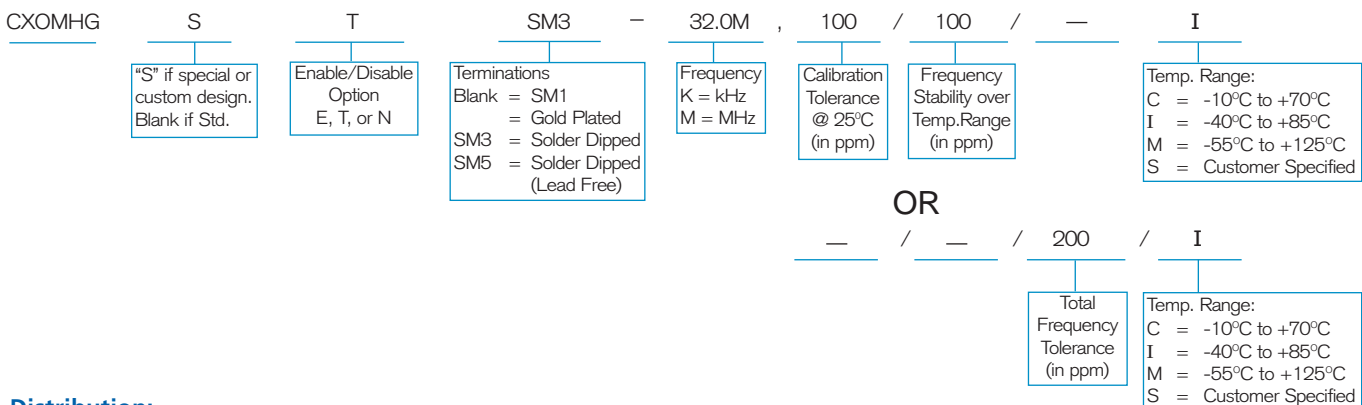 CXOMHG S T SM3 – 32.0M , 100 / 100 / — I
“S” if special or
custom design.
Blank if Std.
Enable/Disable
Option
E, T, or N
Terminations
Blank = SM1
= Gold Plated
SM3 = Solder Dipped
SM5 = Solder Dipped
(Lead Free)
Frequency
K = kHz
M = MHz
Calibration
Tolerance
@ 25ºC
(in ppm)
Frequency
Stability over
Temp.Range
(in ppm)
Temp. Range:
C = -10ºC to +70ºC
I = -40ºC to +85ºC
M = -55ºC to +125ºC
S = Customer Specified
OR
— / — / 200 / I
Total
Frequency
Tolerance
(in ppm)
Temp. Range:
C = -10ºC to +70ºC
I = -40ºC to +85ºC
M = -55ºC to +125ºC
S = Customer Specified
Distribution: